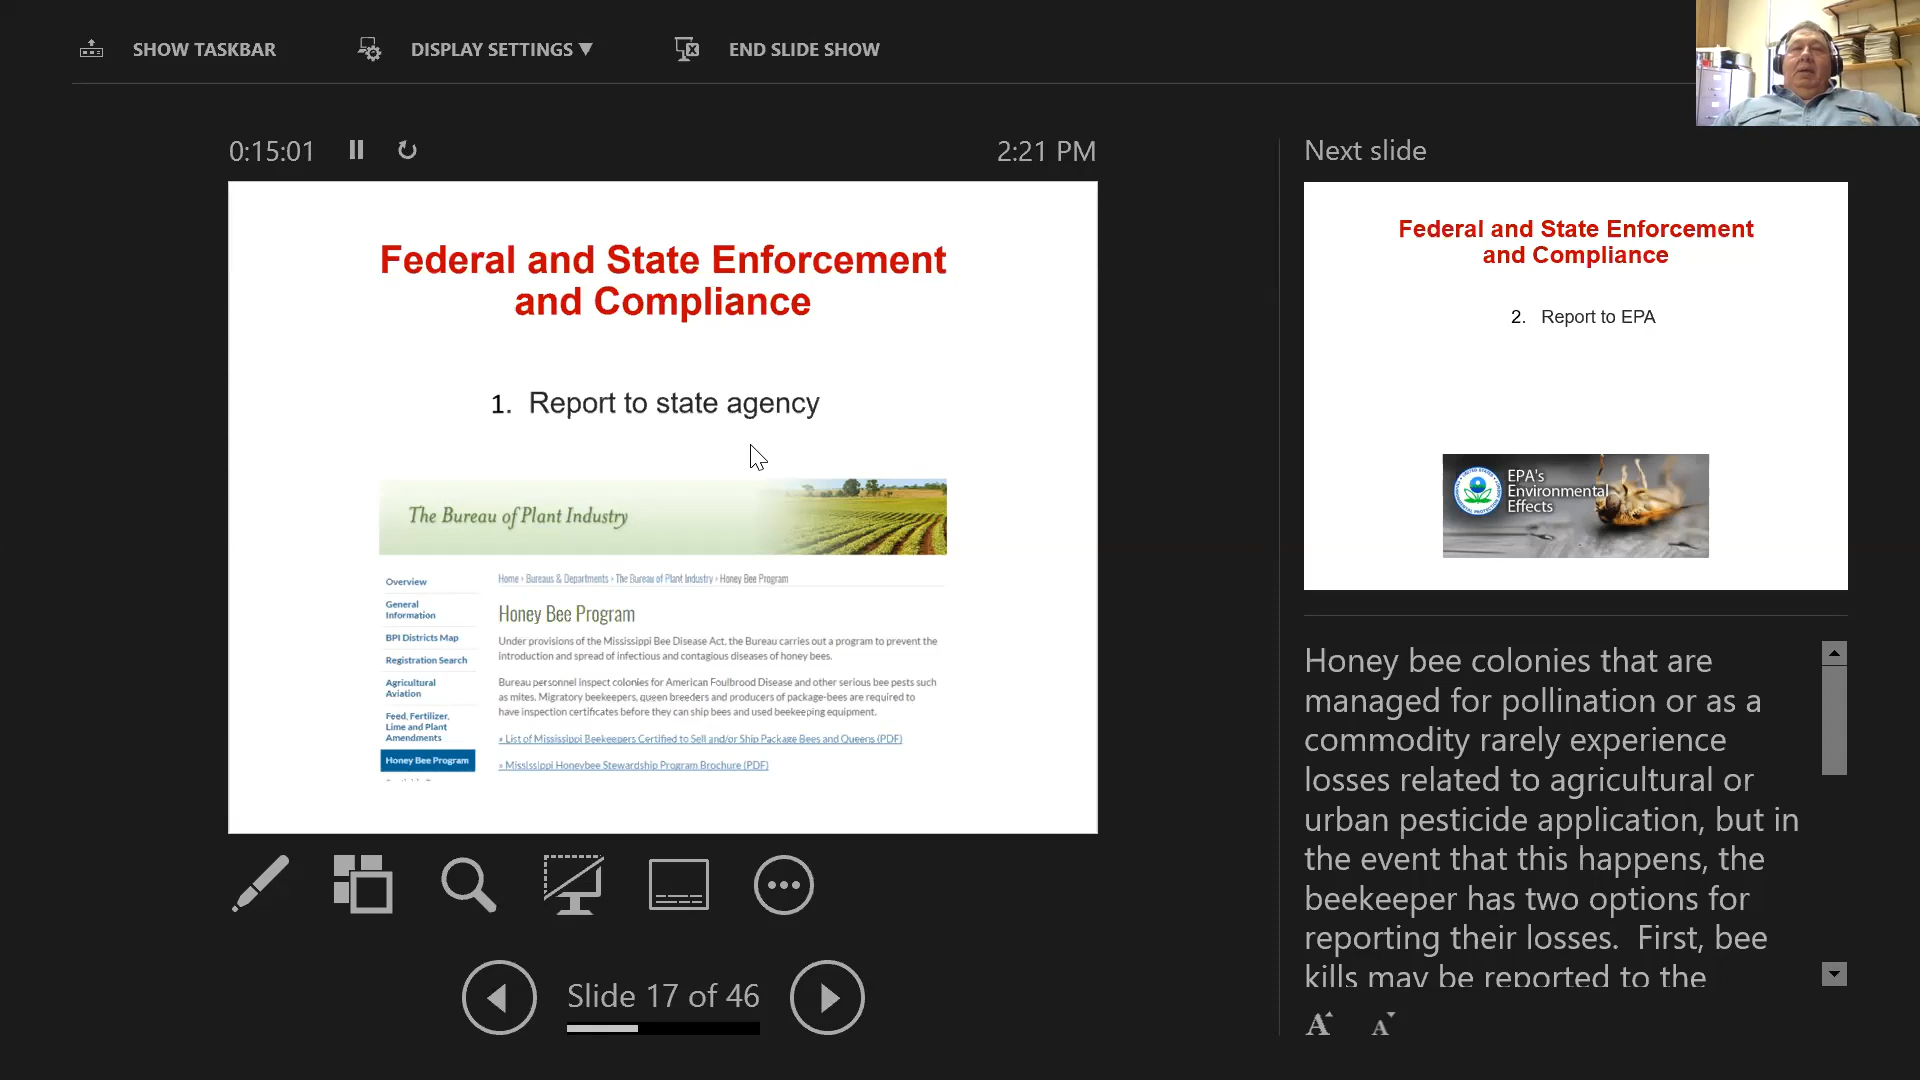 SHOW TASKBAR
DISPLAY SETTINGS ▼
END SLIDE SHOW
0:15:01
2:21 PM
Federal and State Enforcement
and Compliance
1. Report to state agency
The Bureau of Plant Industry
Overview
General
Information
BPI Districts Map
Registration Search
Agricultural
Aviation
Feed, Fertilizer,
Lime and Plant
Amendments
Honey Bee Program
Home › Bureaus & Departments › The Bureau of Plant Industry › Honey Bee Program
Honey Bee Program
Under provisions of the Mississippi Bee Disease Act, the Bureau carries out a program to prevent the
introduction and spread of infectious and contagious diseases of honey bees.
Bureau personnel inspect colonies for American Foulbrood Disease and other serious bee pests such
as mites. Migratory beekeepers, queen breeders and producers of package-bees are required to
have inspection certificates before they can ship bees and used beekeeping equipment.
» List of Mississippi Beekeepers Certified to Sell and/or Ship Package Bees and Queens (PDF)
» Mississippi Honeybee Stewardship Program Brochure (PDF)
Slide 17 of 46
Next slide
Federal and State Enforcement
and Compliance
2. Report to EPA
EPA's
Environmental
Effects
Honey bee colonies that are
managed for pollination or as a
commodity rarely experience
losses related to agricultural or
urban pesticide application, but in
the event that this happens, the
beekeeper has two options for
reporting their losses.  First, bee
kills may be reported to the
A
A